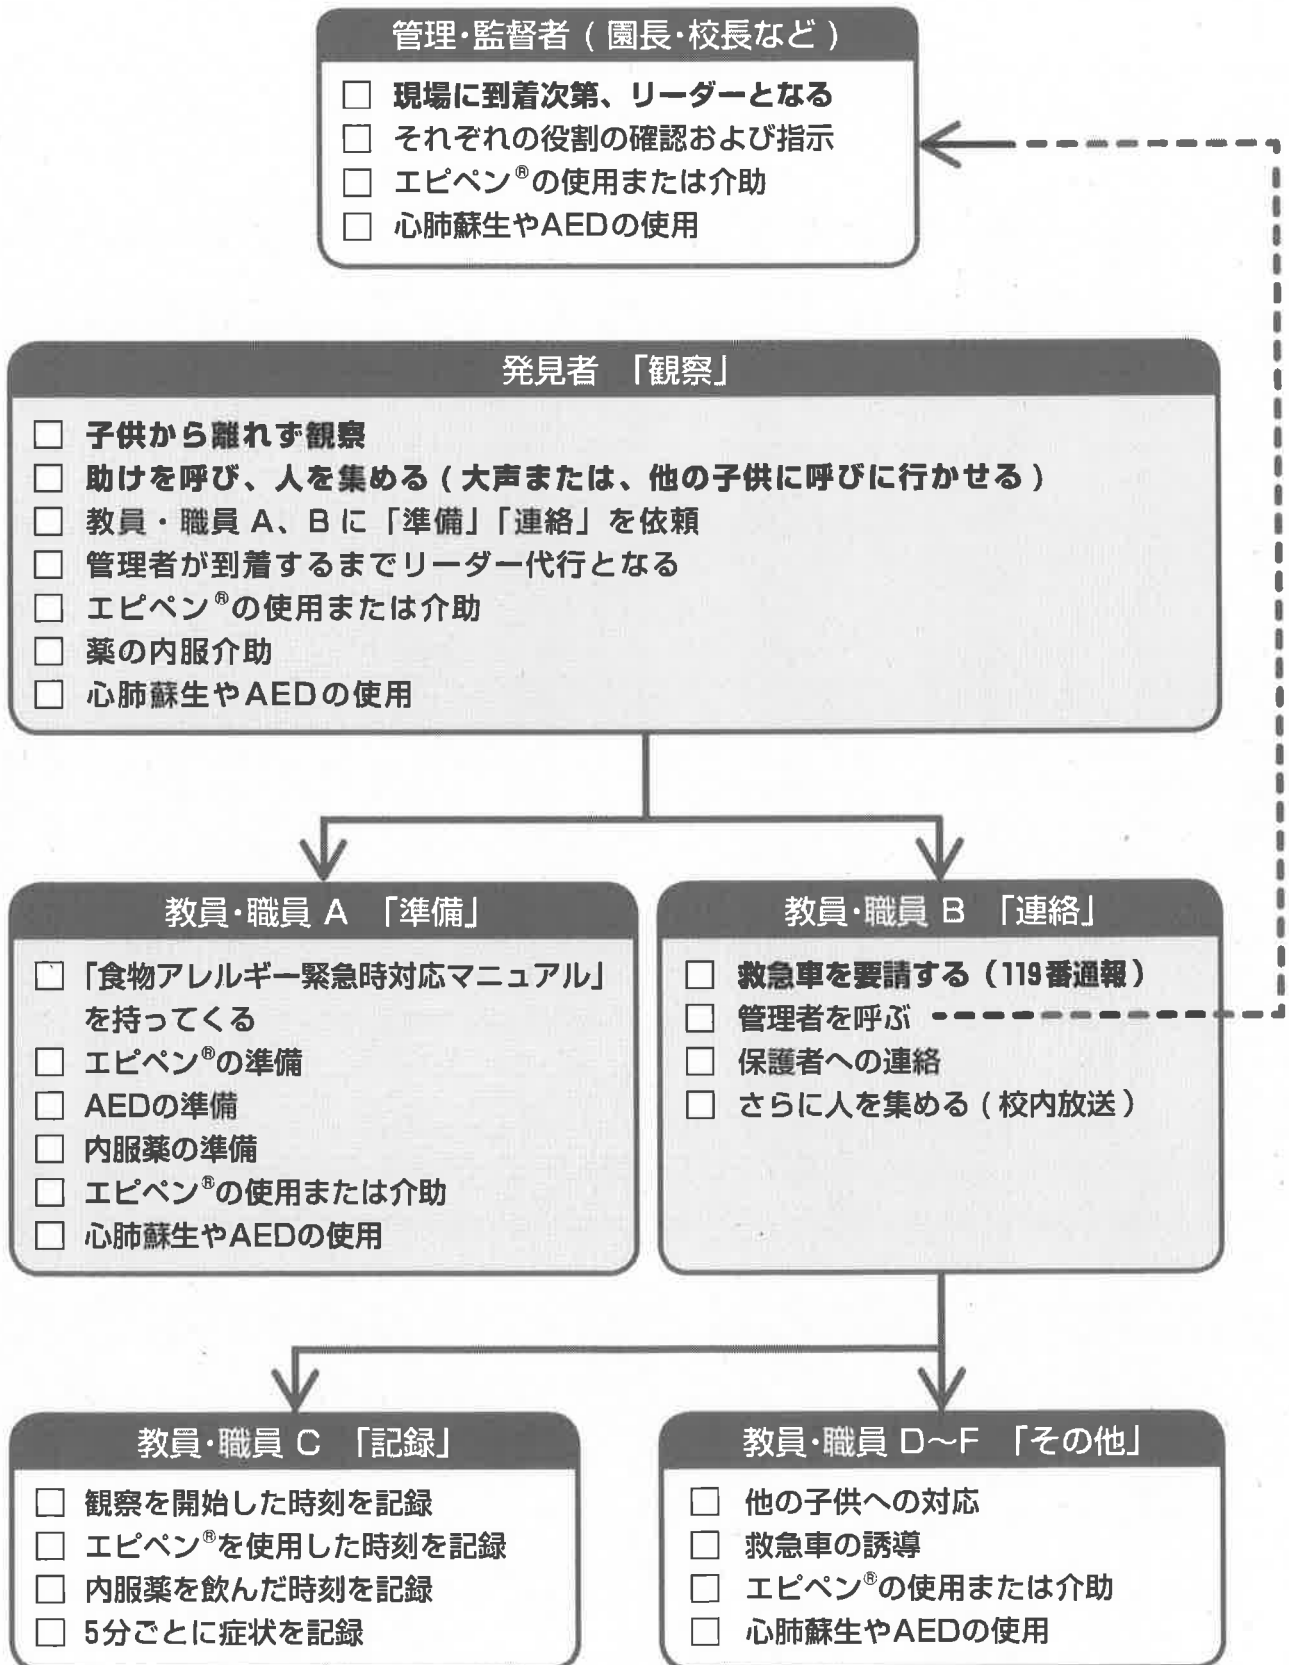 管理・監督者(園長・校長など)
□ 現場に到着次第、リーダーとなる
□ それぞれの役割の確認および指示
□ エピペン®の使用または介助
□ 心肺蘇生やAEDの使用
発見者 「観察」
□ 子供から離れず観察
□ 助けを呼び、人を集める(大声または、他の子供に呼びに行かせる)
□ 教員・職員 A、B に「準備」「連絡」を依頼
□ 管理者が到着するまでリーダー代行となる
□ エピペン®の使用または介助
□ 薬の内服介助
□ 心肺蘇生やAEDの使用
教員・職員 A 「準備」
□ 「食物アレルギー緊急時対応マニュアル」
を持ってくる
□ エピペン®の準備
□ AEDの準備
□ 内服薬の準備
□ エピペン®の使用または介助
□ 心肺蘇生やAEDの使用
教員・職員 B 「連絡」
□ 救急車を要請する(119番通報)
□ 管理者を呼ぶ
□ 保護者への連絡
□ さらに人を集める(校内放送)
教員・職員 C 「記録」
□ 観察を開始した時刻を記録
□ エピペン®を使用した時刻を記録
□ 内服薬を飲んだ時刻を記録
□ 5分ごとに症状を記録
教員・職員 D〜F 「その他」
□ 他の子供への対応
□ 救急車の誘導
□ エピペン®の使用または介助
□ 心肺蘇生やAEDの使用